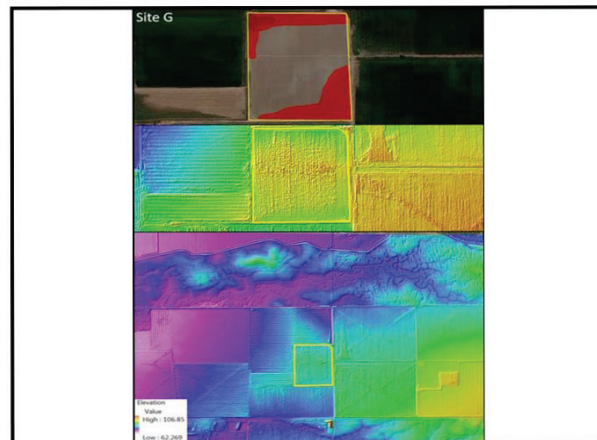 Site G
Elevation
Value
High : 106.85
Low : 62.269